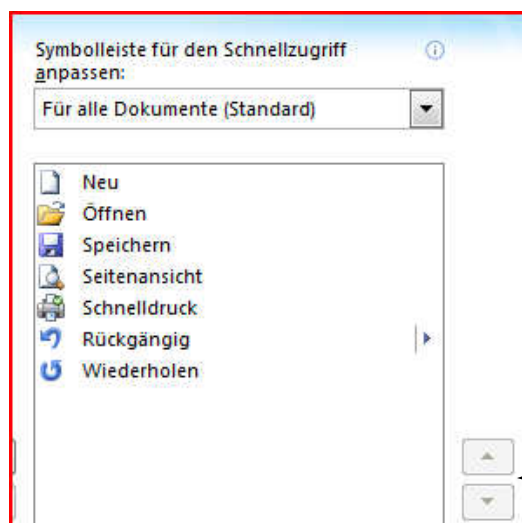 Symbolleiste für den Schnellzugriff
anpassen:
Für alle Dokumente (Standard)
Neu
Öffnen
Speichern
Seitenansicht
Schnelldruck
Rückgängig
Wiederholen